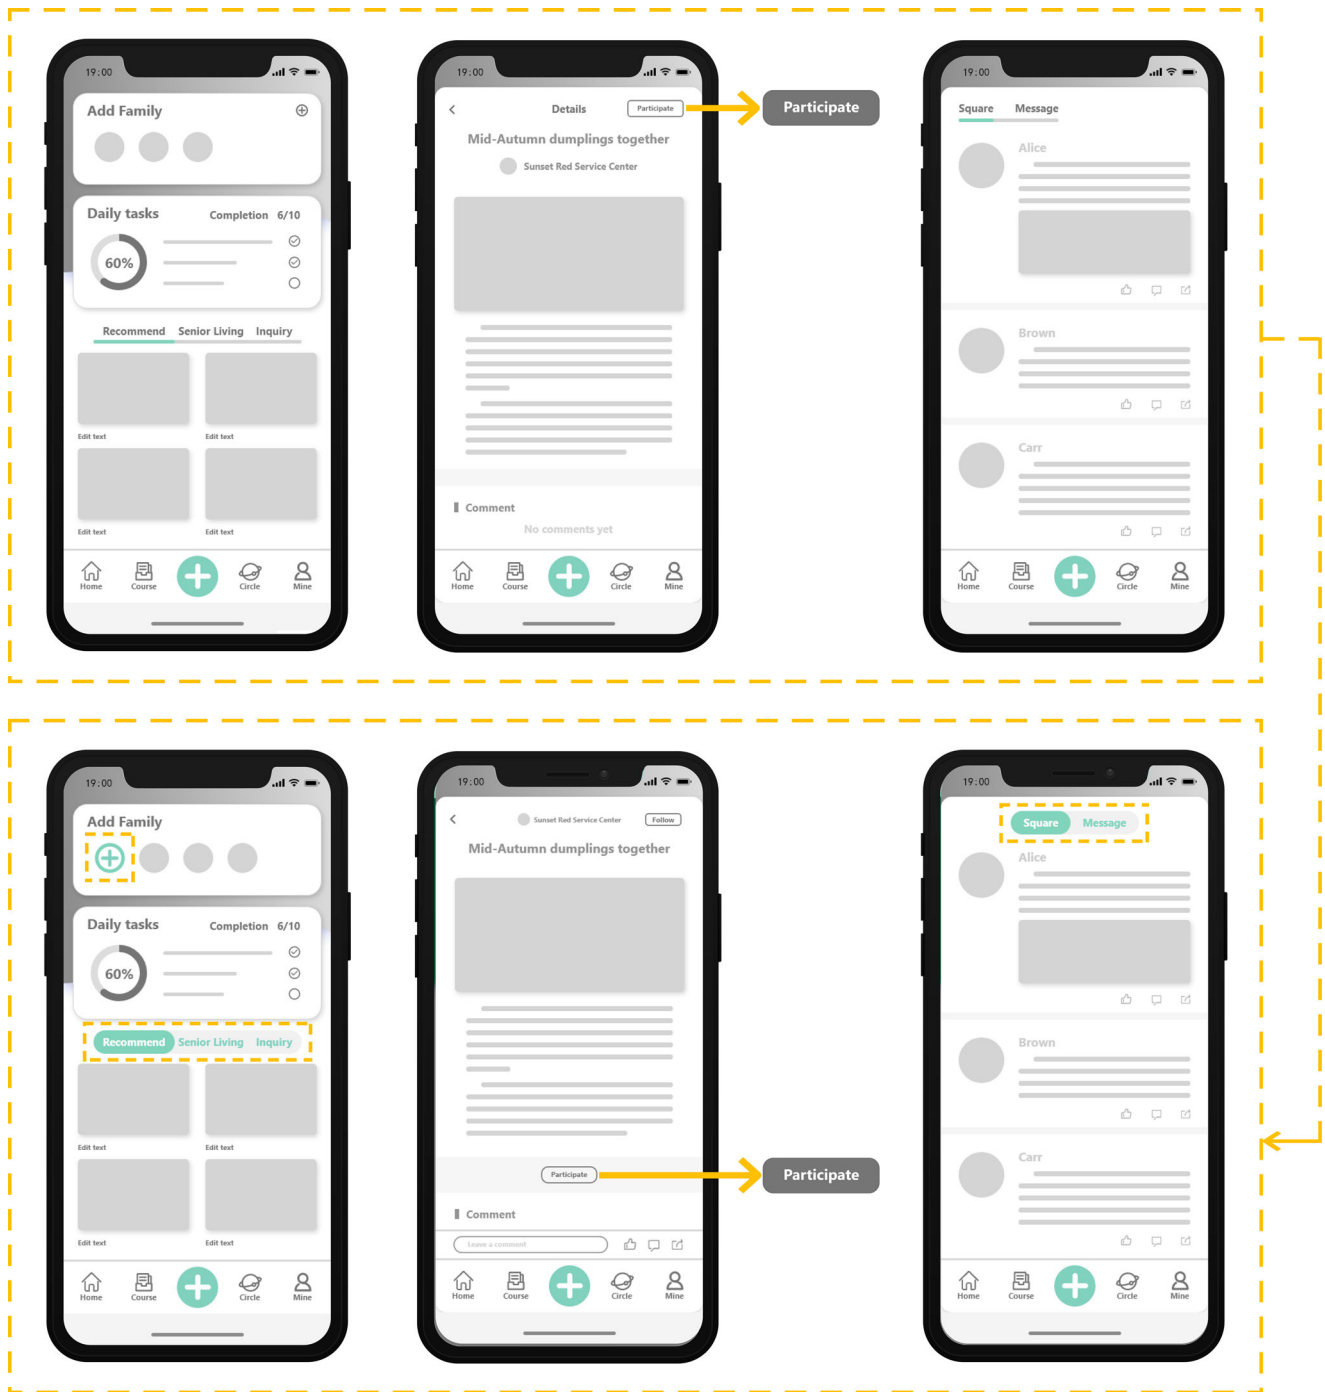 19:00
Add Family
Daily tasks Completion 6/10
60%
Recommend Senior Living Inquiry
Edit text Edit text
Edit text Edit text
Home Course Circle Mine
19:00
Details Participate
Mid-Autumn dumplings together
Sunset Red Service Center
Comment
No comments yet
Home Course Circle Mine
Participate
19:00
Square Message
Alice
Brown
Carr
Home Course Circle Mine
19:00
Add Family
Daily tasks Completion 6/10
60%
Recommend Senior Living Inquiry
Edit text Edit text
Edit text Edit text
Home Course Circle Mine
19:00
Sunset Red Service Center Follow
Mid-Autumn dumplings together
Participate
Comment
Leave a comment
Home Course Circle Mine
Participate
19:00
Square Message
Alice
Brown
Carr
Home Course Circle Mine